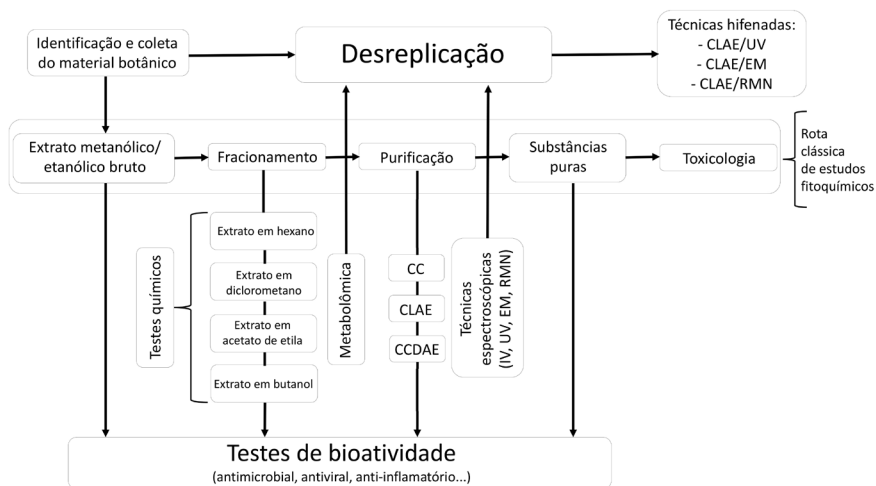 Identificação e coleta
do material botânico
Desreplicação
Técnicas hifenadas:
- CLAE/UV
- CLAE/EM
- CLAE/RMN
Extrato metanólico/
etanólico bruto
Fracionamento
Purificação
Substâncias
puras
Toxicologia
Rota
clássica
de estudos
fitoquímicos
Testes químicos
Extrato em hexano
Extrato em
diclorometano
Extrato em
acetato de etila
Extrato em butanol
Metabolômica
CC
CLAE
CCDAE
Técnicas
espectroscópicas
(IV, UV, EM, RMN)
Testes de bioatividade
(antimicrobial, antiviral, anti-inflamatório...)